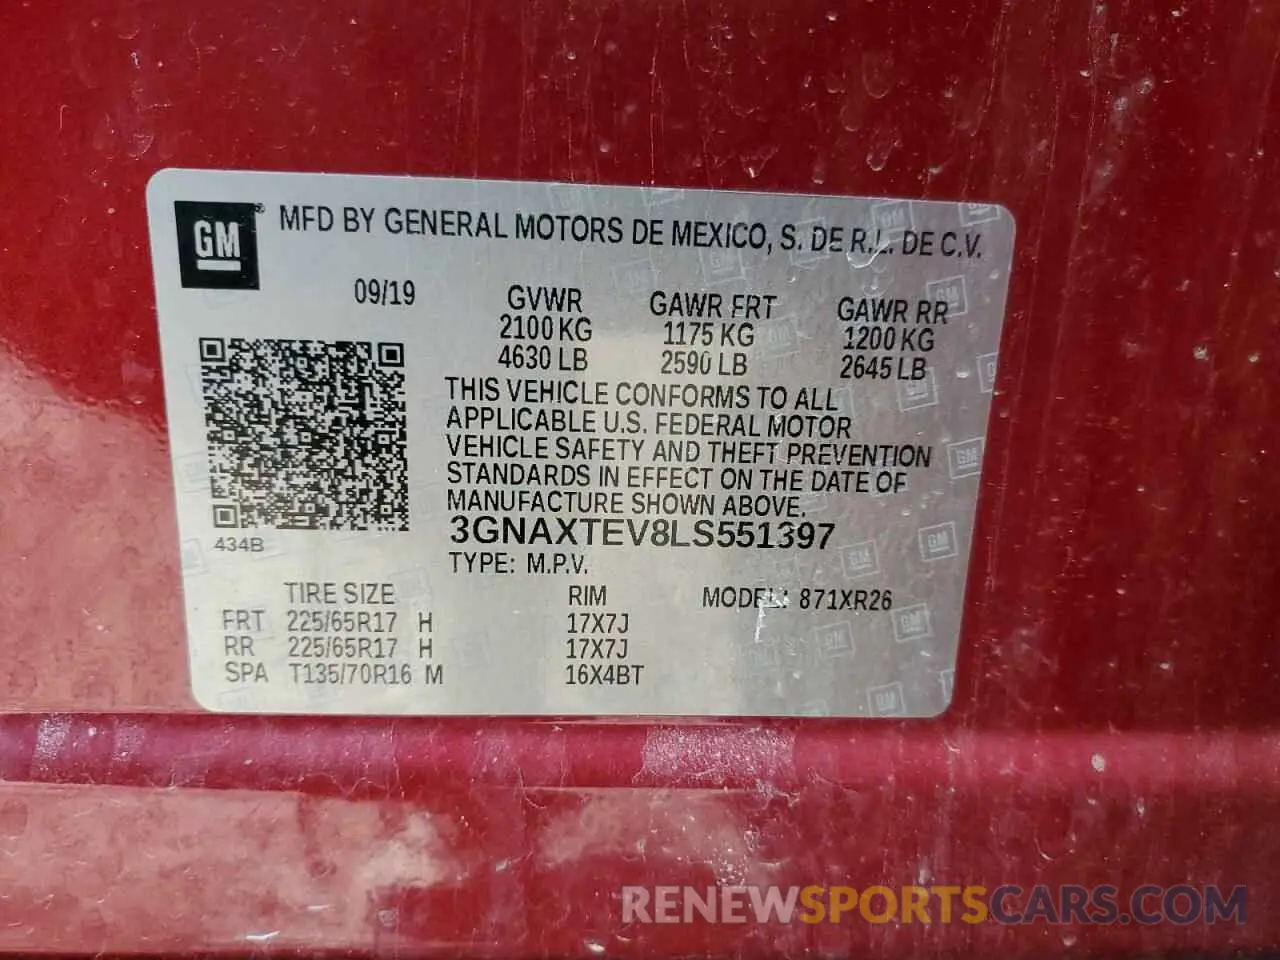 GM® MFD BY GENERAL MOTORS DE MEXICO, S. DE R.L. DE C.V.
09/19 GVWR GAWR FRT GAWR RR
2100 KG 1175 KG 1200 KG
4630 LB 2590 LB 2645 LB
THIS VEHICLE CONFORMS TO ALL
APPLICABLE U.S. FEDERAL MOTOR
VEHICLE SAFETY AND THEFT PREVENTION
STANDARDS IN EFFECT ON THE DATE OF
MANUFACTURE SHOWN ABOVE.
3GNAXTEV8LS551397
434B
TYPE: M.P.V.
TIRE SIZE RIM MODEL: 871XR26
FRT 225/65R17 H 17X7J
RR 225/65R17 H 17X7J
SPA T135/70R16 M 16X4BT
RENEWSPORTSCARS.COM